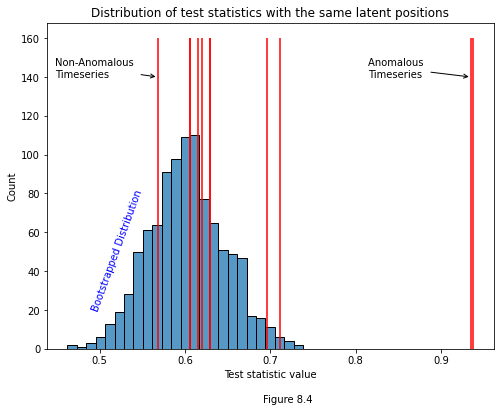 Distribution of test statistics with the same latent positions
160
140
120
100
80
60
40
20
0
Count
Non-Anomalous
Timeseries
Anomalous
Timeseries
Bootstrapped Distribution
0.5 0.6 0.7 0.8 0.9
Test statistic value
Figure 8.4